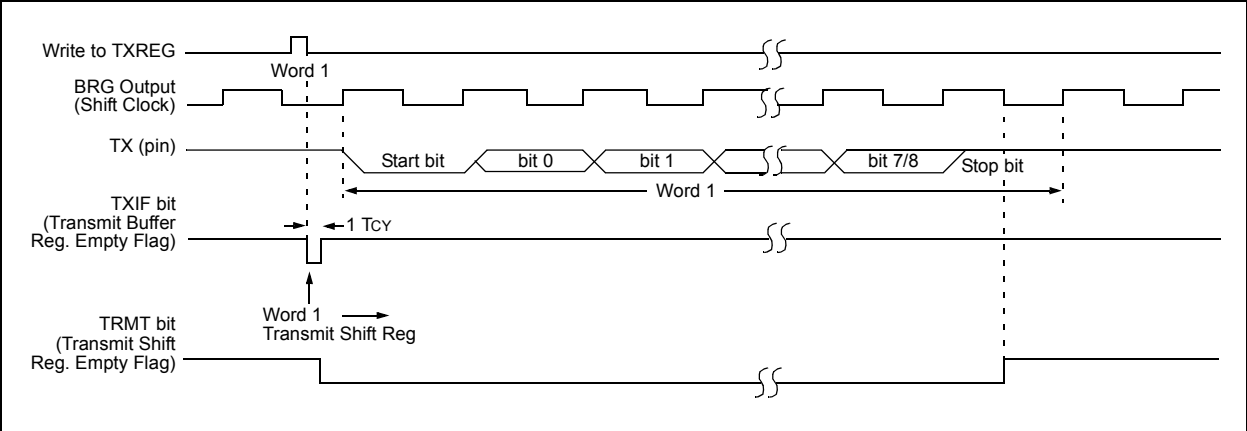 Write to TXREG
Word 1
BRG Output
(Shift Clock)
TX (pin)
Start bit
bit 0
bit 1
bit 7/8
Stop bit
Word 1
TXIF bit
(Transmit Buffer
Reg. Empty Flag)
1 TCY
Word 1
Transmit Shift Reg
TRMT bit
(Transmit Shift
Reg. Empty Flag)